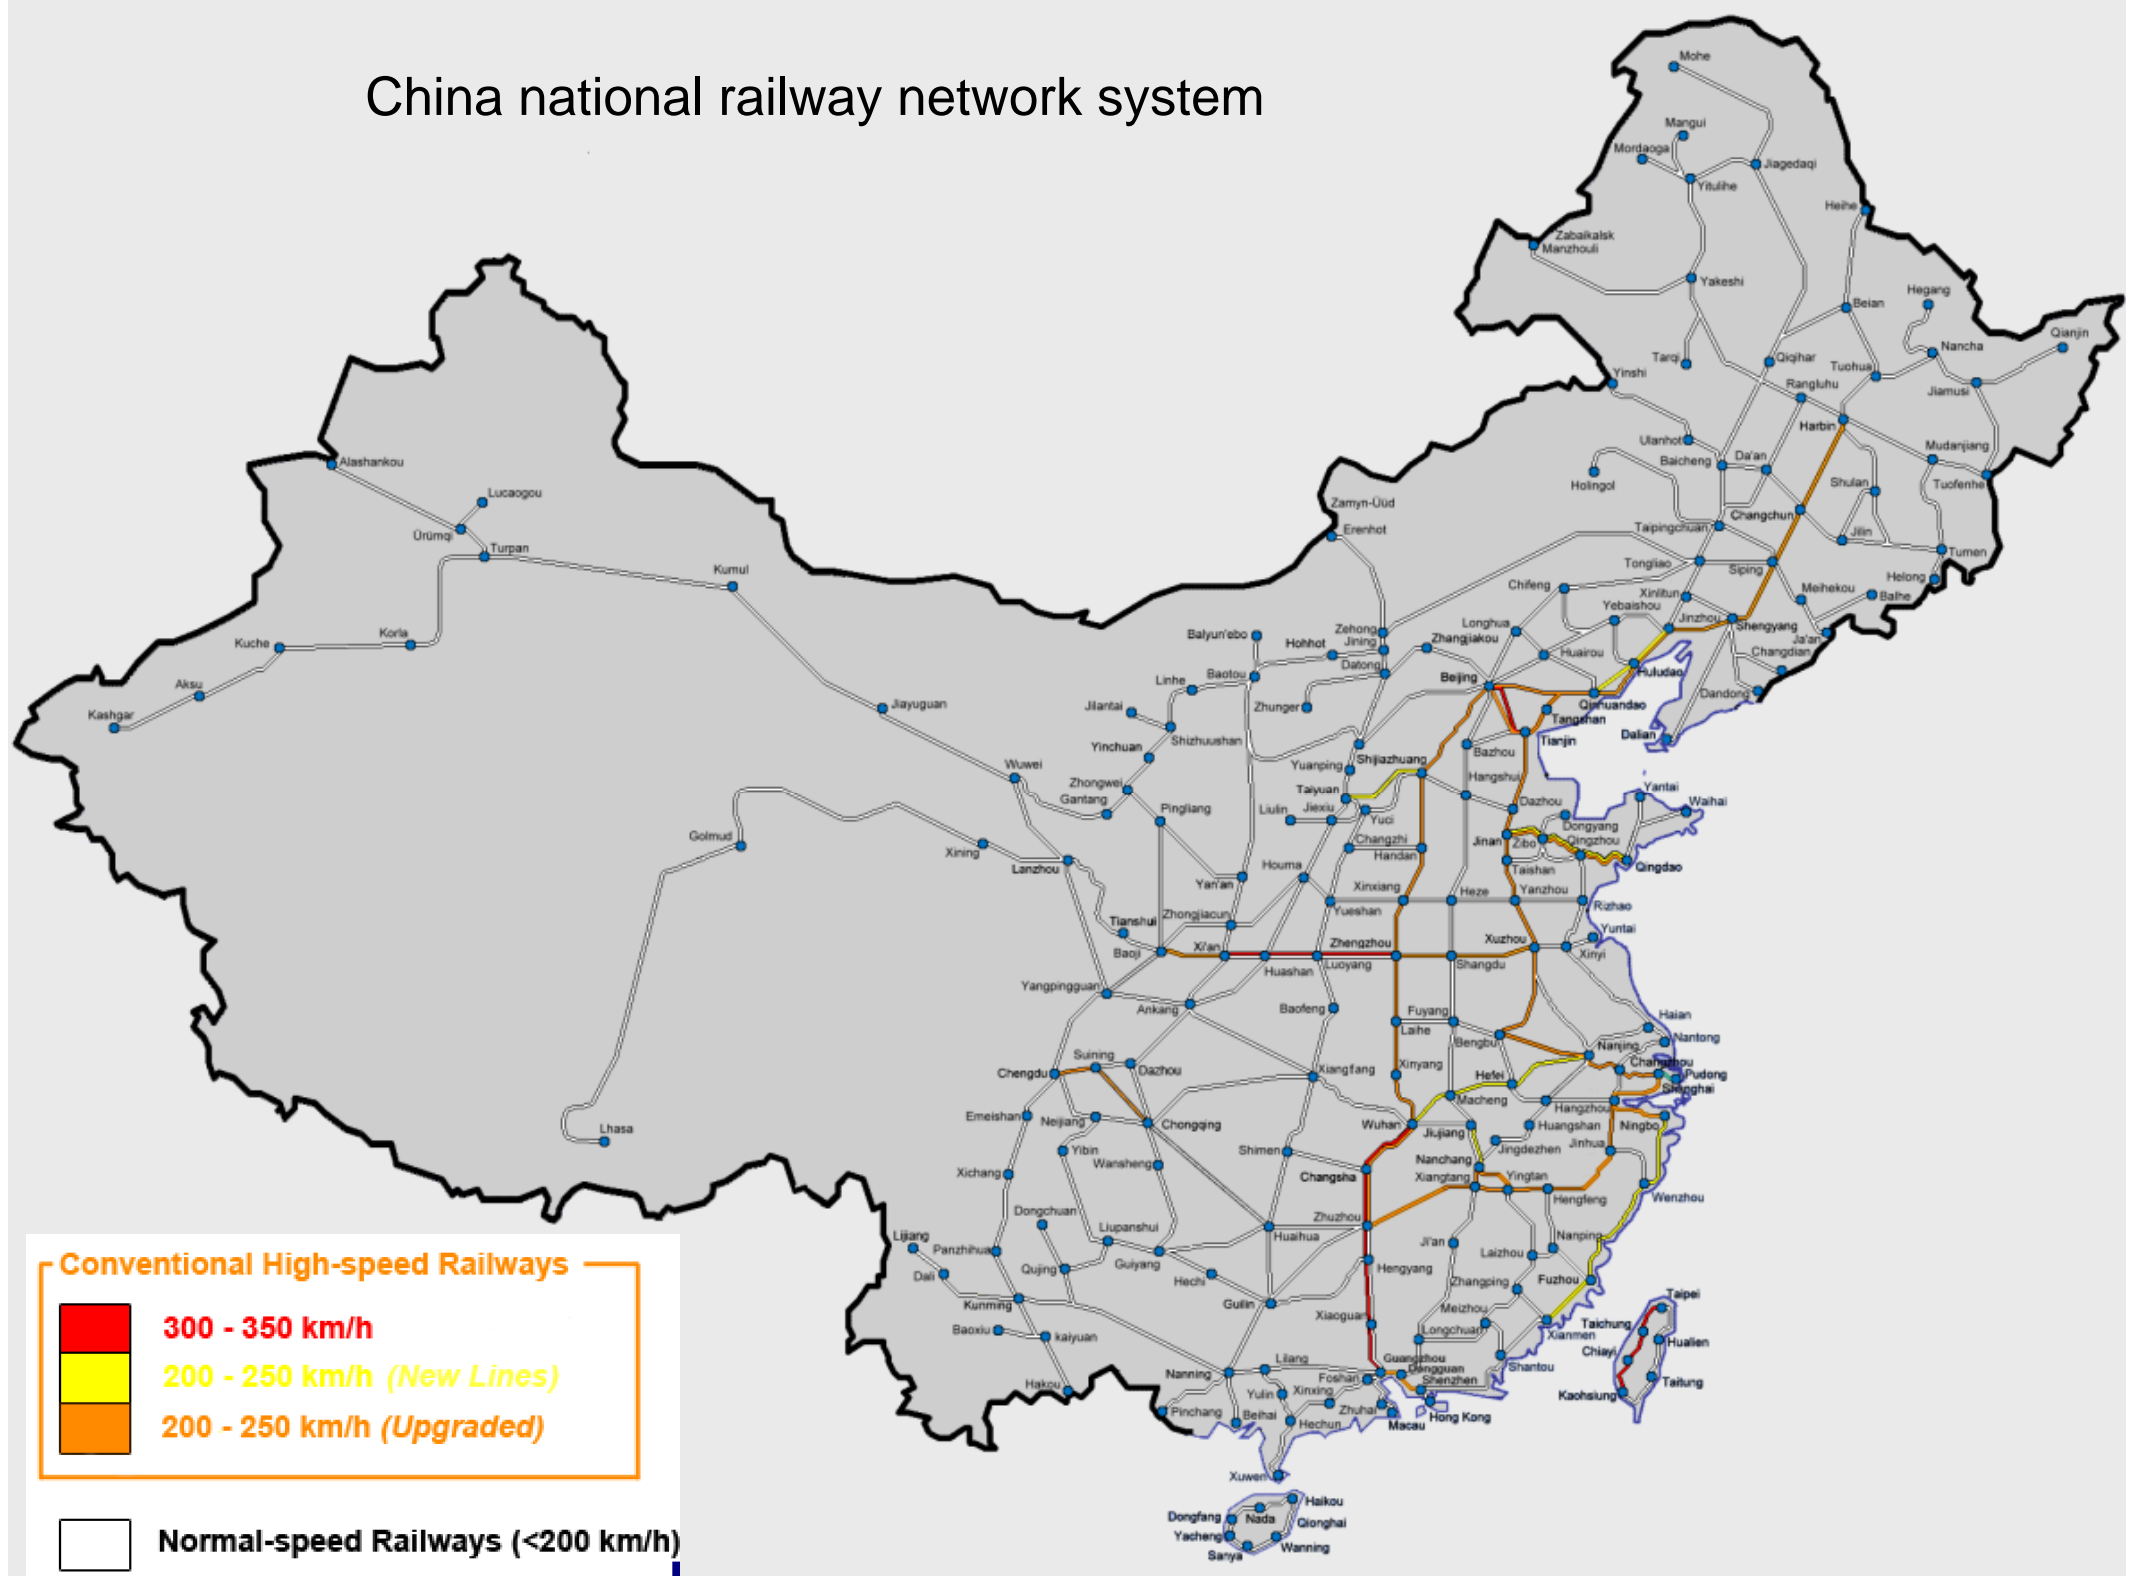 China national railway network system
Mohe
Mangui
Mordaoga
Jiagedaqi
Yitulihe
Heihe
Zabaikalsk
Manzhouli
Yakeshi
Hegang
Beian
Qianjin
Nancha
Tarqi
Qiqihar
Tuohua
Yinshi
Rangluhu
Jiamusi
Harbin
Ulanhot
Mudanjiang
Baicheng
Da'an
Holingol
Shulan
Tuofenhe
Alashankou
Lucaogou
Ürümqi
Turpan
Zamyn-Üüd
Erenhot
Taipingchuan
Changchun
Jilin
Tumen
Kumul
Tongliao
Siping
Chifeng
Xinlitun
Meihekou
Helong
Balhe
Yebaishou
Kuche
Korla
Balyun'ebo
Hohhot
Zehong
Jining
Longhua
Zhangjiakou
Jinzhou
Shengyang
Ja'an
Changdian
Huairou
Datong
Aksu
Linhe
Baotou
Beijing
Huludao
Dandong
Kashgar
Jiayuguan
Jilantai
Zhunger
Qinhuandao
Tangshan
Shizhuushan
Yinchuan
Tianjin
Dalian
Bazhou
Wuwei
Zhongwei
Yuanping
Shijiazhuang
Hangshui
Gantang
Taiyuan
Yantai
Waihai
Pingliang
Liulin
Jiexiu
Yuci
Dazhou
Dongyang
Golmud
Xining
Lanzhou
Changzhi
Handan
Jinan
Zibo
Qingzhou
Qingdao
Houma
Taishan
Yan'an
Xinxiang
Heze
Yanzhou
Rizhao
Yueshan
Tianshui
Zhongjiacun
Yuntai
Baoji
Xi'an
Zhengzhou
Xuzhou
Xinyi
Huashan
Luoyang
Shangdu
Yangpingguan
Ankang
Baofeng
Fuyang
Laihe
Bengbu
Haian
Nantong
Nanjing
Suining
Chengdu
Dazhou
Xiangfang
Xinyang
Hefei
Changzhou
Pudong
Shanghai
Macheng
Hangzhou
Emeishan
Neijiang
Chongqing
Wuhan
Jiujiang
Huangshan
Ningbo
Lhasa
Yibin
Wansheng
Shimen
Jingdezhen
Jinhua
Xichang
Changsha
Nanchang
Xiangtang
Yingtan
Hengfeng
Wenzhou
Dongchuan
Liupanshui
Zhuzhou
Lijiang
Panzhihua
Huaihua
Ji'an
Nanping
Laizhou
Dali
Qujing
Guiyang
Hechi
Hengyang
Zhangping
Fuzhou
Kunming
Guilin
Xiaoguan
Meizhou
Taipei
Baoxiu
kaiyuan
Longchuan
Xianmen
Taichung
Hualien
Chiayi
Nanning
Lilang
Guangzhou
Dongguan
Shantou
Foshan
Shenzhen
Taitung
Hakou
Yulin
Xinxing
Kaohsiung
Pinchang
Beihai
Hechun
Zhuhai
Macau
Hong Kong
Xuwen
Haikou
Dongfang
Nada
Qionghai
Yacheng
Wanning
Sanya
Conventional High-speed Railways
300 - 350 km/h
200 - 250 km/h (New Lines)
200 - 250 km/h (Upgraded)
Normal-speed Railways (<200 km/h)